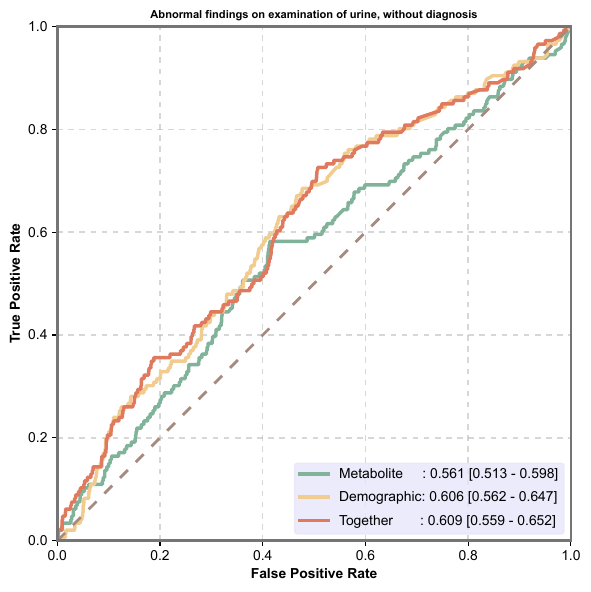 Abnormal findings on examination of urine, without diagnosis
True Positive Rate
1.0
0.8
0.6
0.4
0.2
0.0
Metabolite : 0.561 [0.513 - 0.598]
Demographic: 0.606 [0.562 - 0.647]
Together : 0.609 [0.559 - 0.652]
0.0 0.2 0.4 0.6 0.8 1.0
False Positive Rate